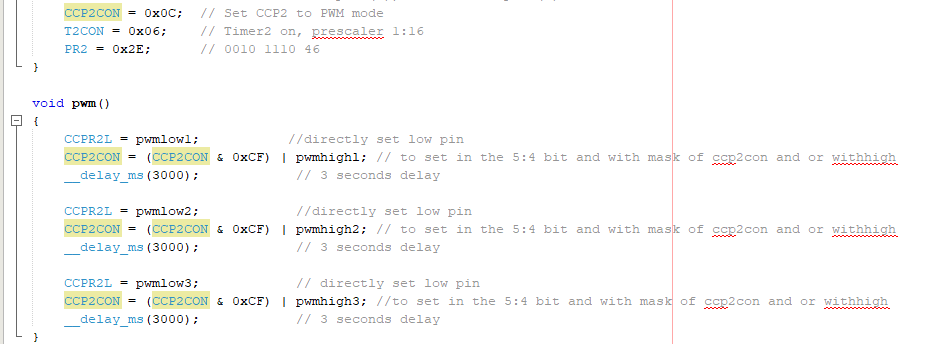 CCP2CON = 0x0C; // Set CCP2 to PWM mode
T2CON = 0x06; // Timer2 on, prescaler 1:16
PR2 = 0x2E; // 0010 1110 46
}
void pwm()
{
CCPR2L = pwmlow1; //directly set low pin
CCP2CON = (CCP2CON & 0xCF) | pwmhigh1; // to set in the 5:4 bit and with mask of ccp2con and or withhigh
__delay_ms(3000); // 3 seconds delay
CCPR2L = pwmlow2; //directly set low pin
CCP2CON = (CCP2CON & 0xCF) | pwmhigh2; // to set in the 5:4 bit and with mask of ccp2con and or withhigh
__delay_ms(3000); // 3 seconds delay
CCPR2L = pwmlow3; // directly set low pin
CCP2CON = (CCP2CON & 0xCF) | pwmhigh3; //to set in the 5:4 bit and with mask of ccp2con and or withhigh
__delay_ms(3000); // 3 seconds delay
}